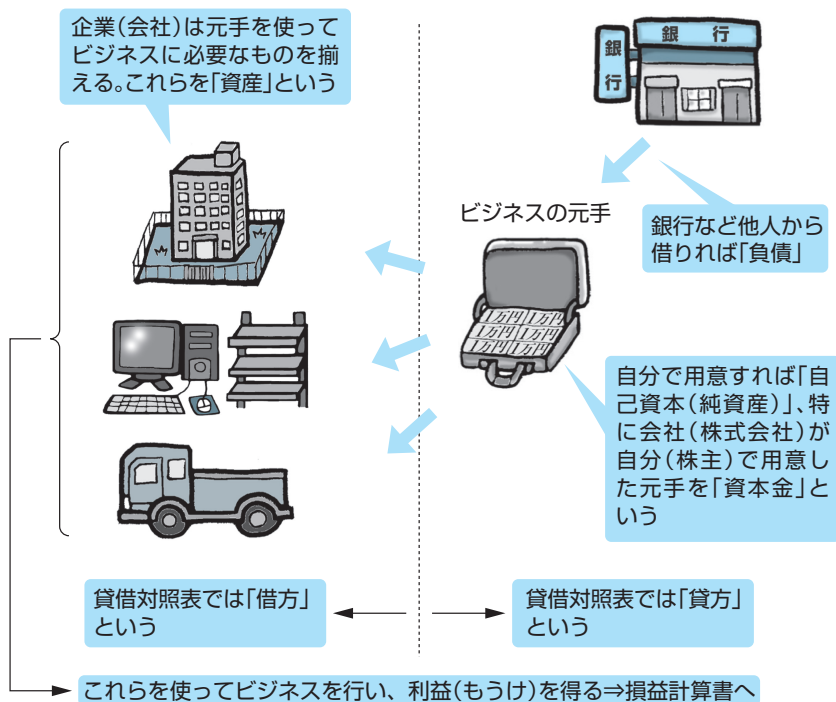 企業(会社)は元手を使って
ビジネスに必要なものを揃
える。これらを「資産」という
銀 行
銀
行
ビジネスの元手
銀行など他人から
借りれば「負債」
1万円 1万円
自分で用意すれば「自
己資本(純資産)」、特
に会社(株式会社)が
自分(株主)で用意し
た元手を「資本金」と
いう
貸借対照表では「借方」
という
貸借対照表では「貸方」
という
これらを使ってビジネスを行い、利益(もうけ)を得る⇒損益計算書へ